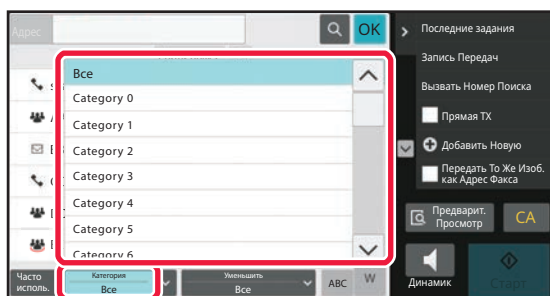 Адрес
OK
Последние задания
Запись Передач
Вызвать Номер Поиска
Прямая TX
Добавить Новую
Передать То Же Изоб.
как Адрес Факса
Предварит.
Просмотр
CA
Динамик
Старт
Все
Category 0
Category 1
Category 2
Category 3
Category 4
Category 5
Category 6
Часто
исполь.
Категория
Все
Уменьшить
Все
ABC
W